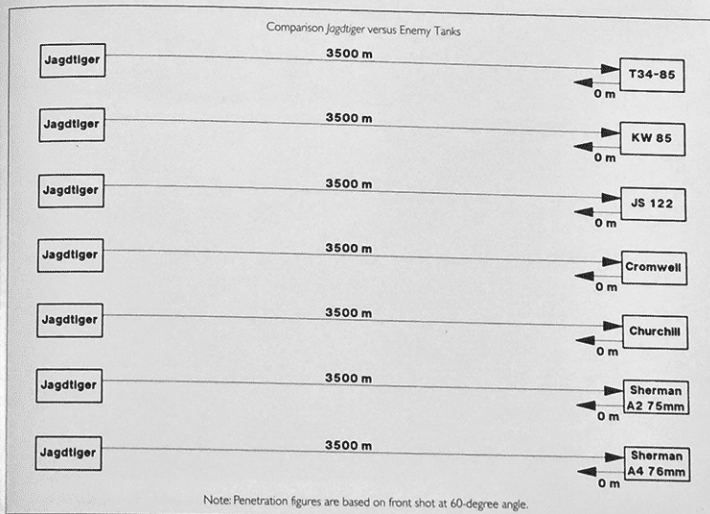 Comparison Jagdtiger versus Enemy Tanks
Jagdtiger 3500 m T34-85
0 m
Jagdtiger 3500 m KW 85
0 m
Jagdtiger 3500 m JS 122
0 m
Jagdtiger 3500 m Cromwell
0 m
Jagdtiger 3500 m Churchill
0 m
Jagdtiger 3500 m Sherman
A2 75mm
0 m
Jagdtiger 3500 m Sherman
A4 76mm
0 m
Note: Penetration figures are based on front shot at 60-degree angle.